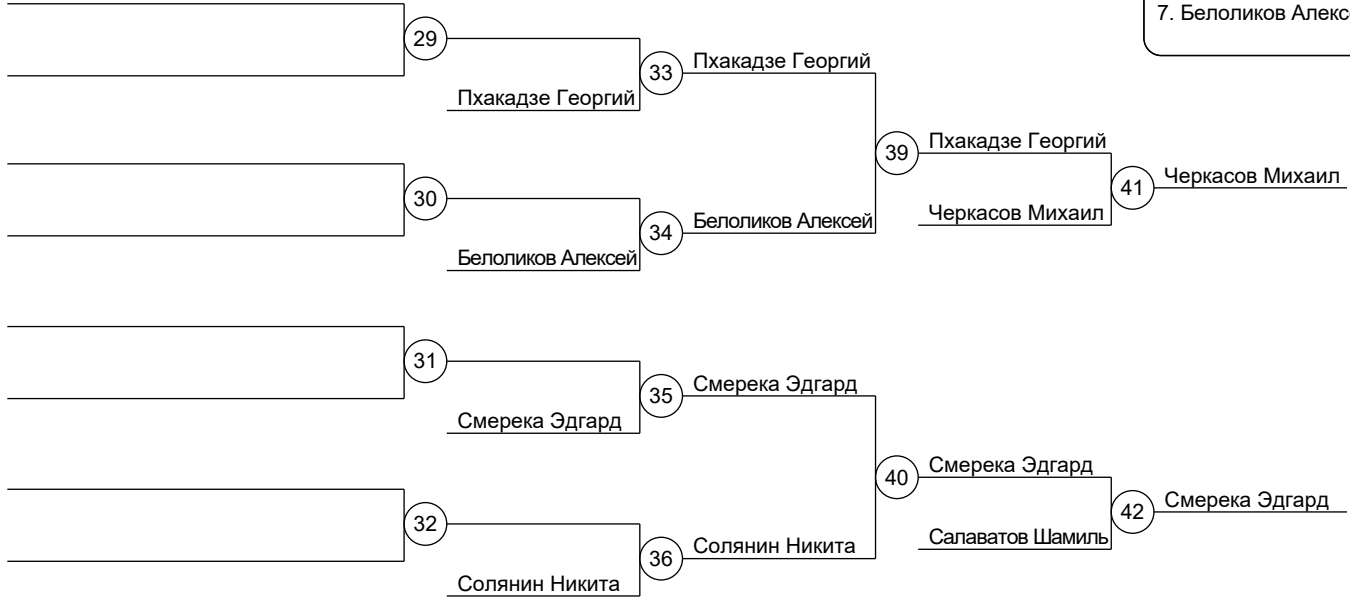 7. Белоликов
29
33
Пхакадзе Георгий
Пхакадзе Георгий
39
Пхакадзе Георгий
41
Черкасов Михаил
30
34
Белоликов Алексей
Черкасов Михаил
Белоликов Алексей
31
35
Смерека Эдгард
Смерека Эдгард
40
Смерека Эдгард
42
Смерека Эдгард
32
36
Солянин Никита
Салаватов Шамиль
Солянин Никита